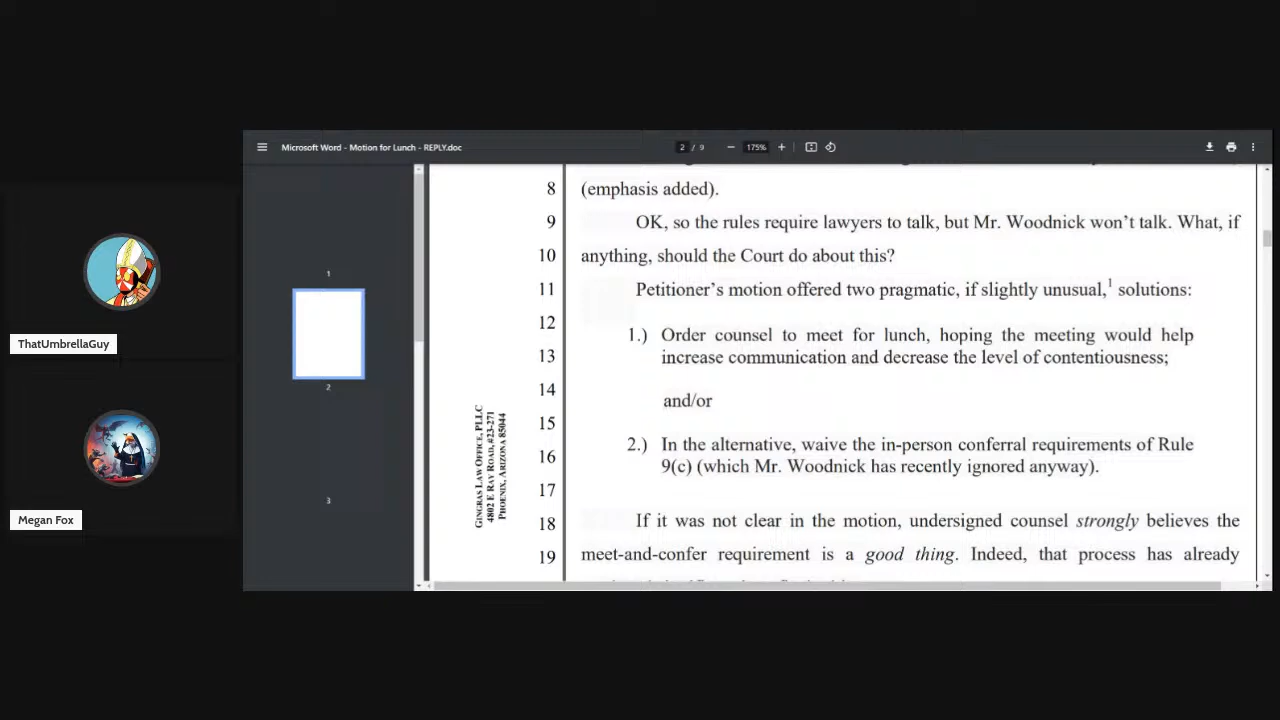 Microsoft Word - Motion for Lunch - REPLY.doc
2 / 9
175%
8 (emphasis added).
9 OK, so the rules require lawyers to talk, but Mr. Woodnick won't talk. What, if
10 anything, should the Court do about this?
11 Petitioner's motion offered two pragmatic, if slightly unusual,1 solutions:
12 1.) Order counsel to meet for lunch, hoping the meeting would help
13 increase communication and decrease the level of contentiousness;
14
and/or
15
16 2.) In the alternative, waive the in-person conferral requirements of Rule
9(c) (which Mr. Woodnick has recently ignored anyway).
17
18 If it was not clear in the motion, undersigned counsel strongly believes the
19 meet-and-confer requirement is a good thing. Indeed, that process has already
GINGRAS LAW OFFICE, PLLC
4802 E RAY ROAD, #23-271
PHOENIX, ARIZONA 85044
1
2
3
ThatUmbrellaGuy
Megan Fox